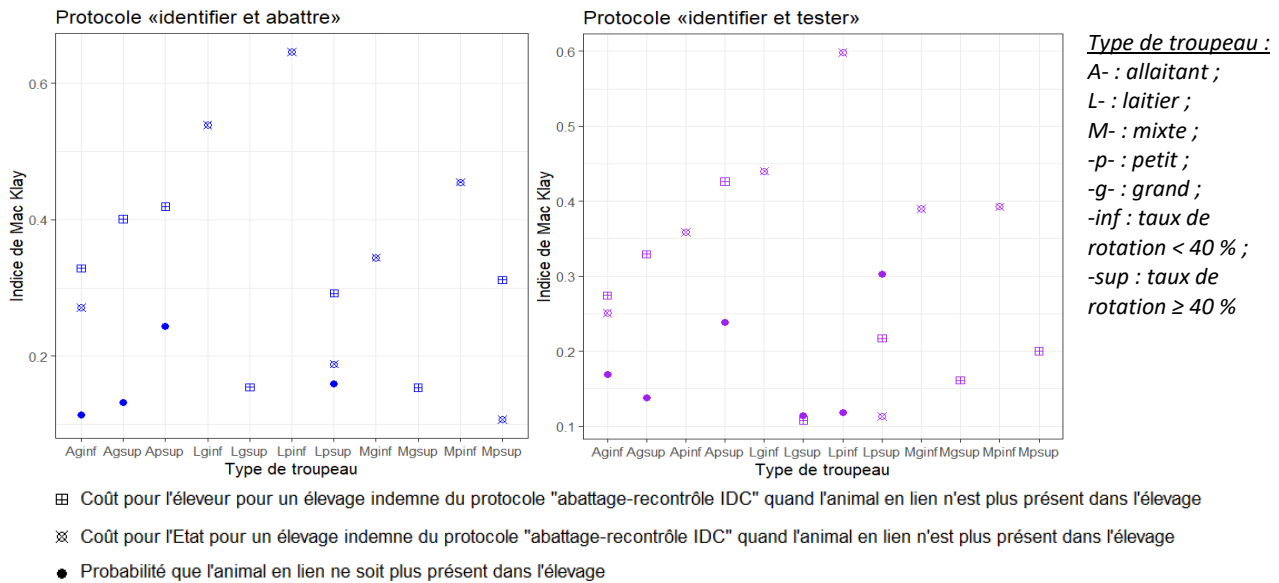 Protocole «identifier et abattre»
Indice de Mac Klay
0.6
0.4
0.2
Aginf Agsup Apsup Lginf Lgsup Lpinf Lpsup Mginf Mgsup Mpinf Mpsup
Type de troupeau
Protocole «identifier et tester»
Indice de Mac Klay
0.6
0.5
0.4
0.3
0.2
0.1
Aginf Agsup Apinf Apsup Lginf Lgsup Lpinf Lpsup Mginf Mgsup Mpinf Mpsup
Type de troupeau
Type de troupeau :
A- : allaitant ;
L- : laitier ;
M- : mixte ;
-p- : petit ;
-g- : grand ;
-inf : taux de
rotation < 40 % ;
-sup : taux de
rotation ≥ 40 %
Coût pour l'éleveur pour un élevage indemne du protocole "abattage-recontrôle IDC" quand l'animal en lien n'est plus présent dans l'élevage
Coût pour l'Etat pour un élevage indemne du protocole "abattage-recontrôle IDC" quand l'animal en lien n'est plus présent dans l'élevage
Probabilité que l'animal en lien ne soit plus présent dans l'élevage